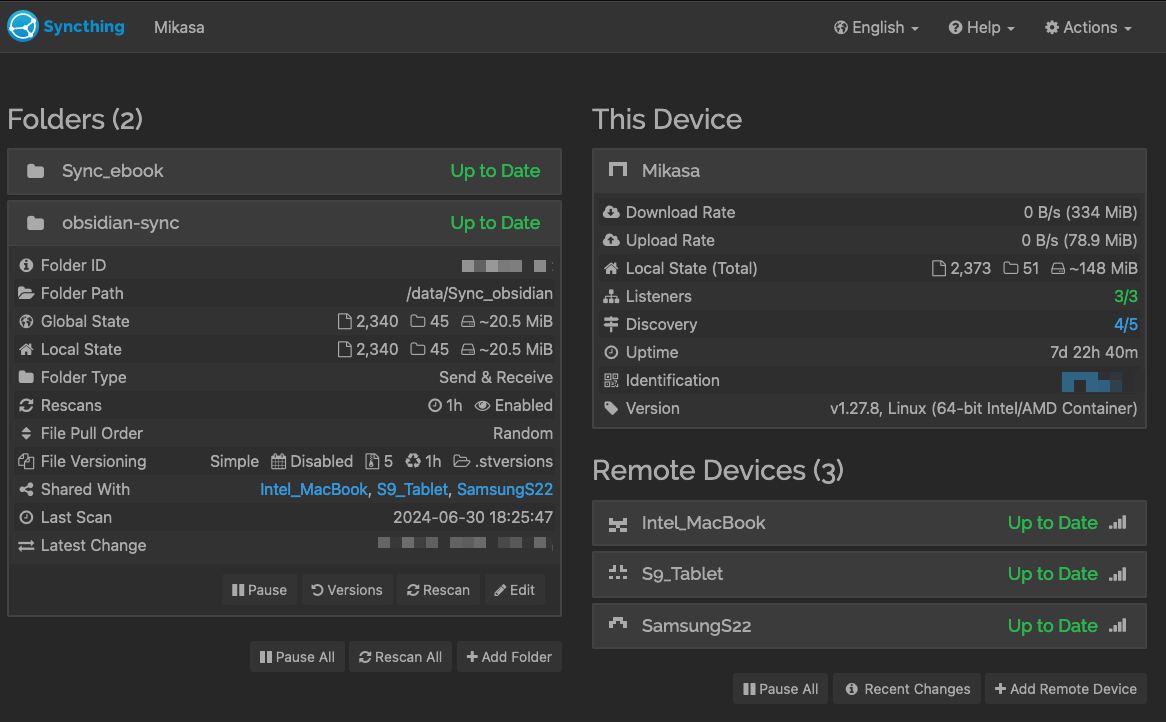 Syncthing Mikasa English Help Actions
Folders (2)
Sync_ebook Up to Date
obsidian-sync Up to Date
Folder ID
Folder Path /data/Sync_obsidian
Global State 2,340 45 ~20.5 MiB
Local State 2,340 45 ~20.5 MiB
Folder Type Send & Receive
Rescans 1h Enabled
File Pull Order Random
File Versioning Simple Disabled 5 1h .stversions
Shared With Intel_MacBook, S9_Tablet, SamsungS22
Last Scan 2024-06-30 18:25:47
Latest Change
Pause Versions Rescan Edit
Pause All Rescan All Add Folder
This Device
Mikasa
Download Rate 0 B/s (334 MiB)
Upload Rate 0 B/s (78.9 MiB)
Local State (Total) 2,373 51 ~148 MiB
Listeners 3/3
Discovery 4/5
Uptime 7d 22h 40m
Identification
Version v1.27.8, Linux (64-bit Intel/AMD Container)
Remote Devices (3)
Intel_MacBook Up to Date
S9_Tablet Up to Date
SamsungS22 Up to Date
Pause All Recent Changes Add Remote Device